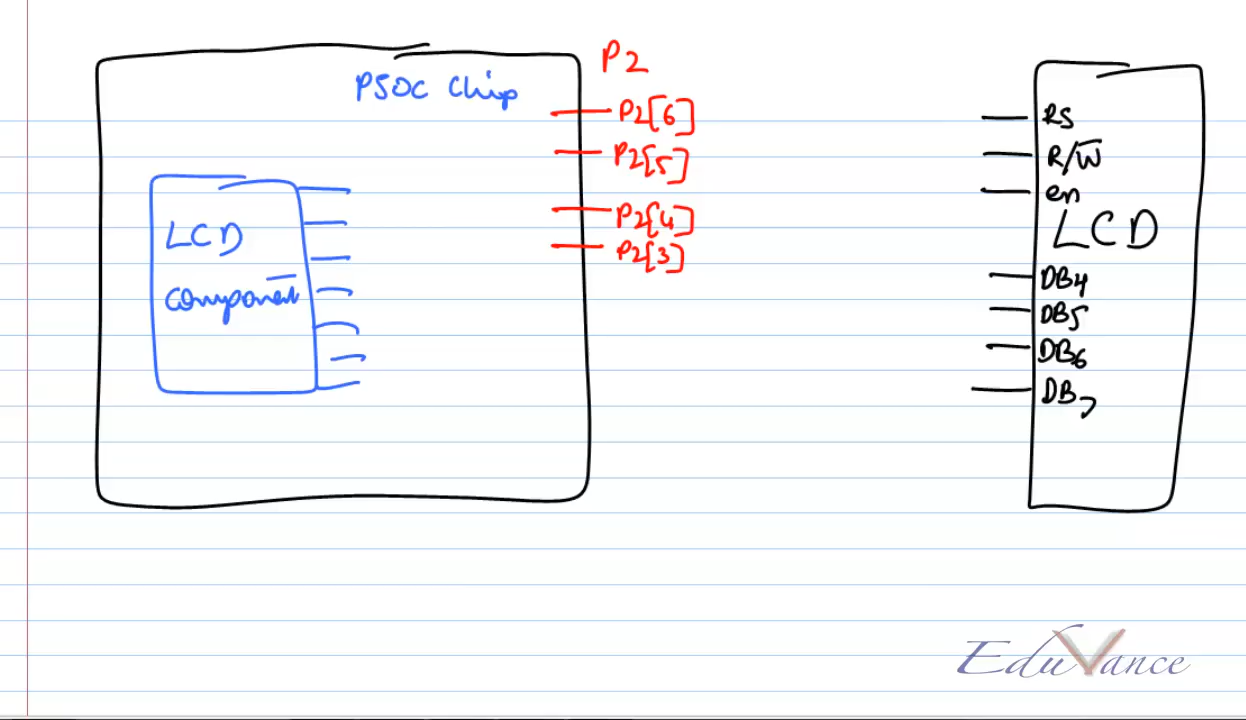 P2
PSOC Chip
P2[6]
P2[5]
P2[4]
P2[3]
LCD
component
RS
R/W̅
en
LCD
DB4
DB5
DB6
DB7
EduVance